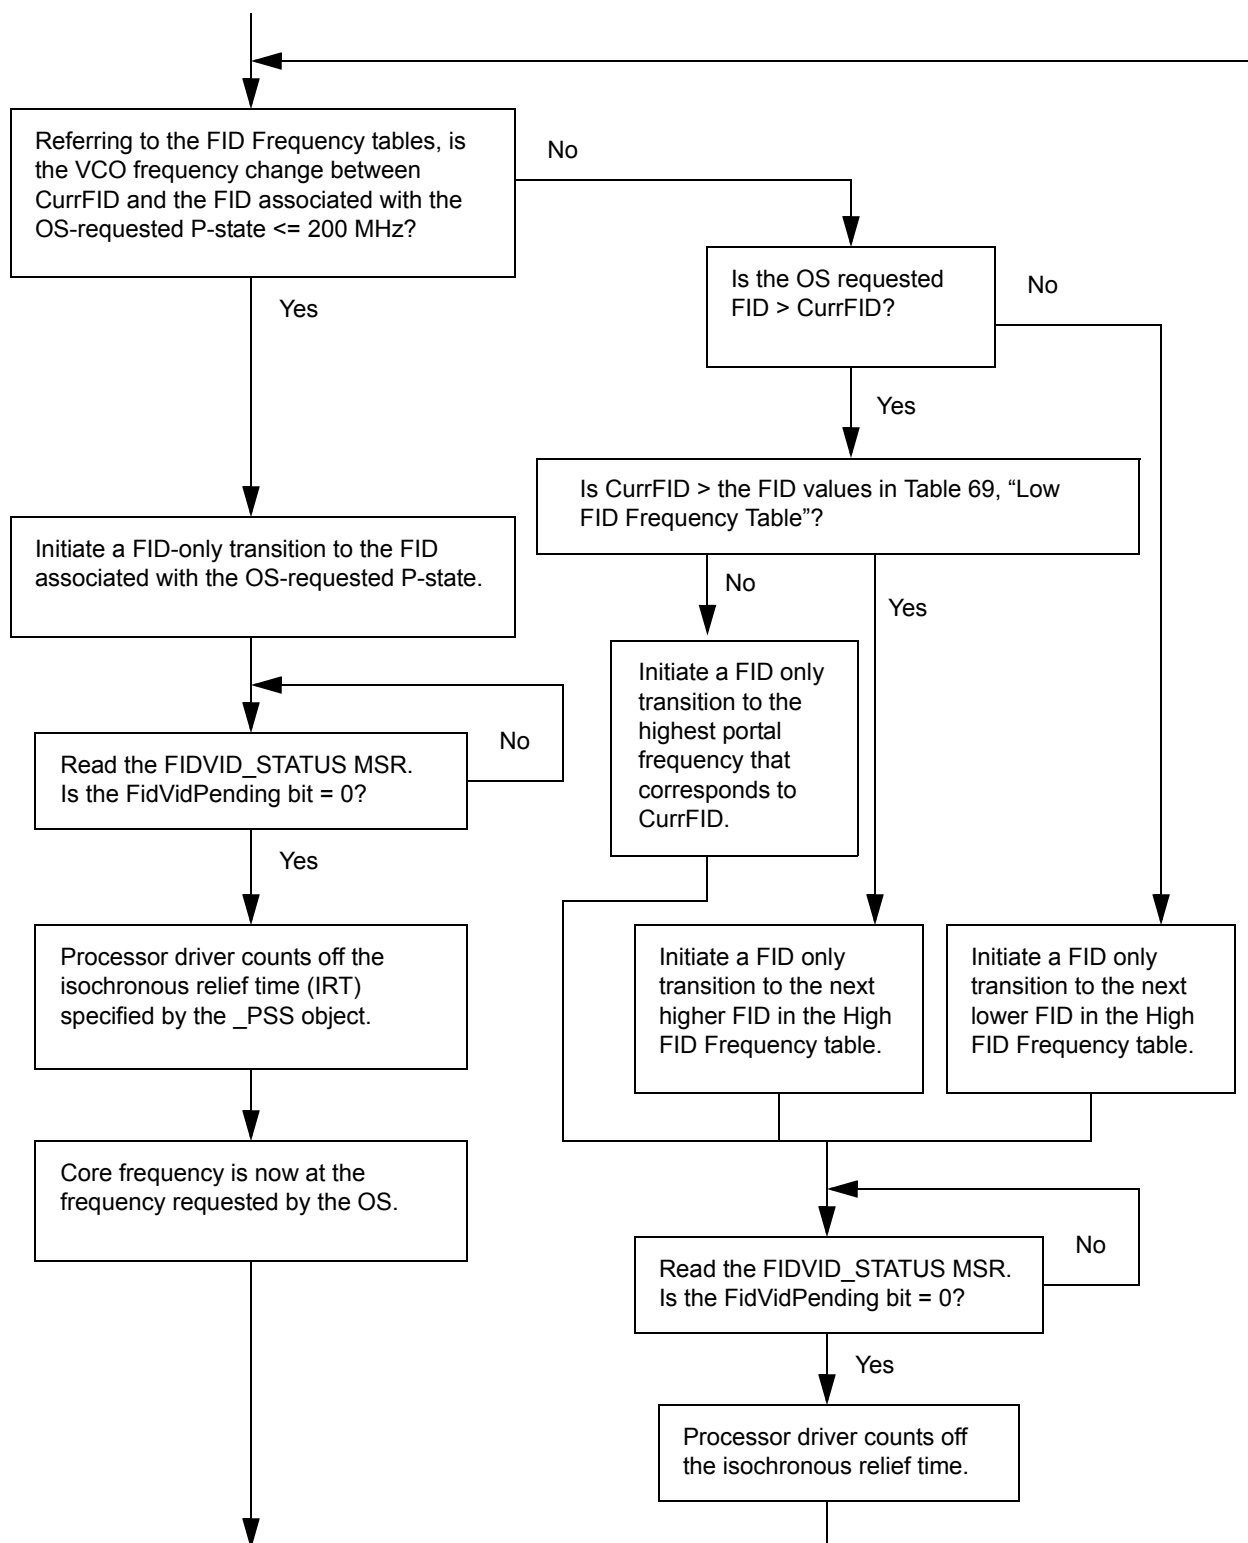 Referring to the FID Frequency tables, is
the VCO frequency change between
CurrFID and the FID associated with the
OS-requested P-state <= 200 MHz?
No
Yes
Is the OS requested
FID > CurrFID?
No
Yes
Is CurrFID > the FID values in Table 69, “Low
FID Frequency Table”?
No
Yes
Initiate a FID-only transition to the FID
associated with the OS-requested P-state.
Read the FIDVID_STATUS MSR.
Is the FidVidPending bit = 0?
No
Yes
Initiate a FID only
transition to the
highest portal
frequency that
corresponds to
CurrFID.
Processor driver counts off the
isochronous relief time (IRT)
specified by the _PSS object.
Initiate a FID only
transition to the next
higher FID in the High
FID Frequency table.
Initiate a FID only
transition to the next
lower FID in the High
FID Frequency table.
Core frequency is now at the
frequency requested by the OS.
Read the FIDVID_STATUS MSR.
Is the FidVidPending bit = 0?
No
Yes
Processor driver counts off
the isochronous relief time.